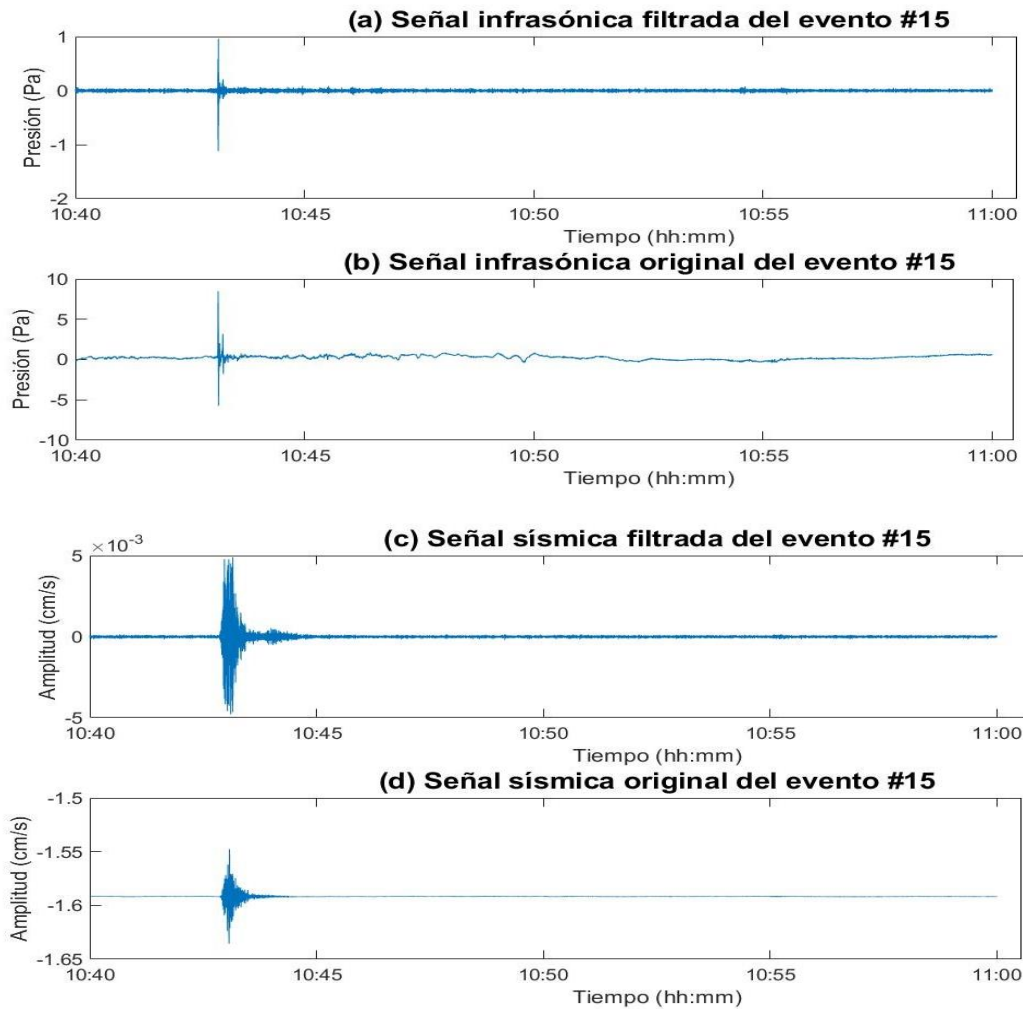 (a) Señal infrasónica filtrada del evento #15
1
0
-1
-2
Presión (Pa)
10:40 10:45 10:50 10:55 11:00
Tiempo (hh:mm)
(b) Señal infrasónica original del evento #15
10
5
0
-5
-10
Presión (Pa)
10:40 10:45 10:50 10:55 11:00
Tiempo (hh:mm)
(c) Señal sísmica filtrada del evento #15
×10-3
5
0
-5
Amplitud (cm/s)
10:40 10:45 10:50 10:55 11:00
Tiempo (hh:mm)
(d) Señal sísmica original del evento #15
-1.5
-1.55
-1.6
-1.65
Amplitud (cm/s)
10:40 10:45 10:50 10:55 11:00
Tiempo (hh:mm)